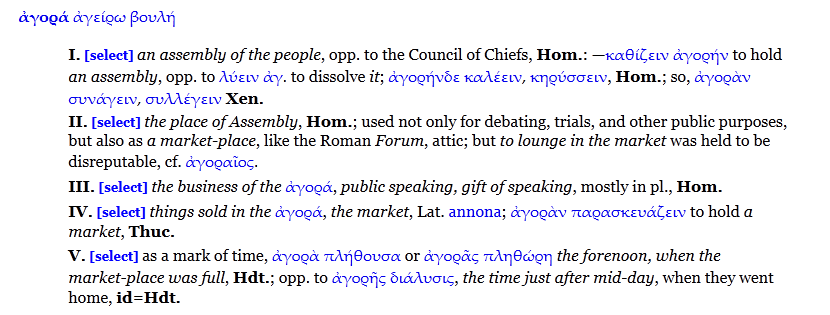 ἀγορά ἀγείρω βουλή
I. [select] an assembly of the people, opp. to the Council of Chiefs, Hom.: —καθίζειν ἀγορήν to hold
an assembly, opp. to λύειν ἀγ. to dissolve it; ἀγορήνδε καλέειν, κηρύσσειν, Hom.; so, ἀγορὰν
συνάγειν, συλλέγειν Xen.
II. [select] the place of Assembly, Hom.; used not only for debating, trials, and other public purposes,
but also as a market-place, like the Roman Forum, attic; but to lounge in the market was held to be
disreputable, cf. ἀγοραῖος.
III. [select] the business of the ἀγορά, public speaking, gift of speaking, mostly in pl., Hom.
IV. [select] things sold in the ἀγορά, the market, Lat. annona; ἀγορὰν παρασκευάζειν to hold a
market, Thuc.
V. [select] as a mark of time, ἀγορὰ πλήθουσα or ἀγορᾶς πληθώρη the forenoon, when the
market-place was full, Hdt.; opp. to ἀγορῆς διάλυσις, the time just after mid-day, when they went
home, id=Hdt.